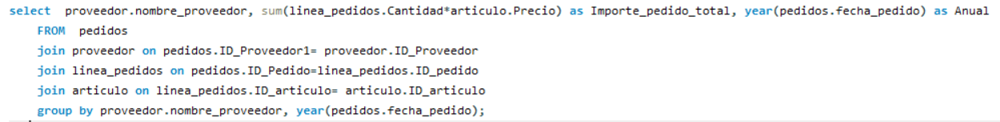 select  proveedor.nombre_proveedor, sum(linea_pedidos.Cantidad*articulo.Precio) as Importe_pedido_total, year(pedidos.fecha_pedido) as Anual
FROM  pedidos
join proveedor on pedidos.ID_Proveedor1= proveedor.ID_Proveedor
join linea_pedidos on pedidos.ID_Pedido=linea_pedidos.ID_pedido
join articulo on linea_pedidos.ID_articulo= articulo.ID_articulo
group by proveedor.nombre_proveedor, year(pedidos.fecha_pedido);